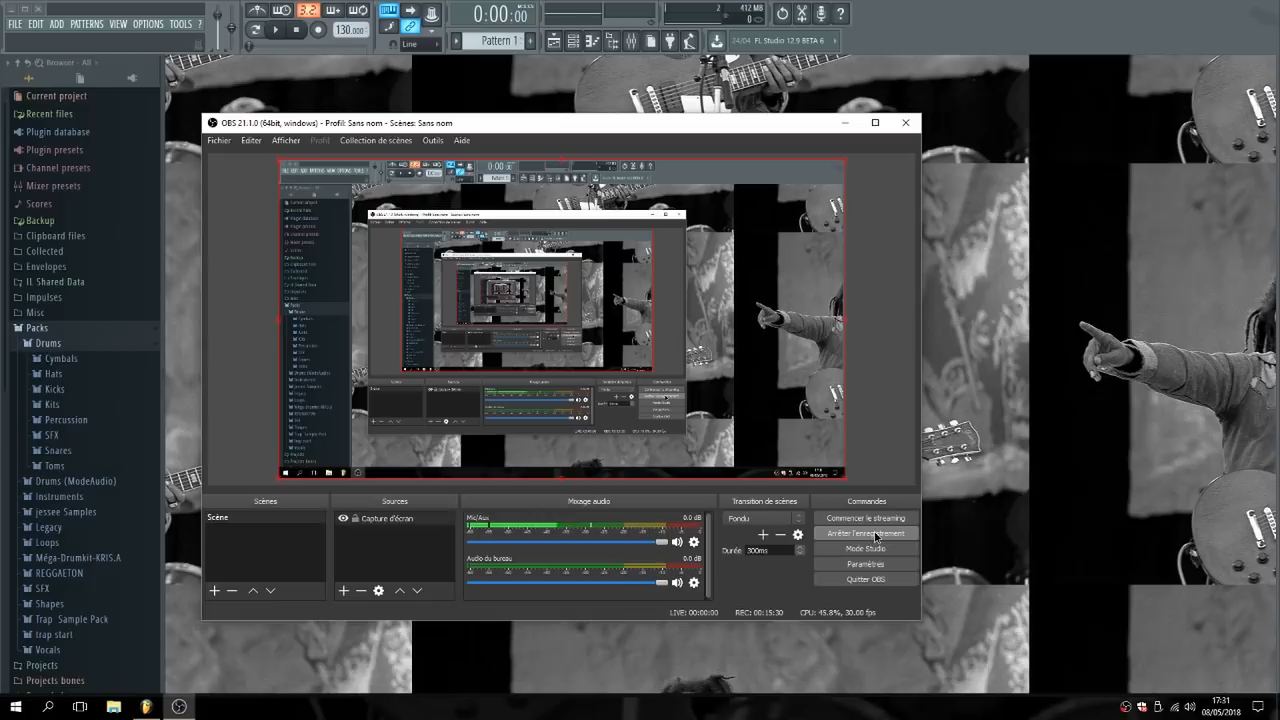 FILE EDIT ADD PATTERNS VIEW OPTIONS TOOLS ?
3.2
130.000
Line
0:00:00
Pattern 1
2
412 MB
0
24/04 FL Studio 12.9 BETA 6
Browser - All
Current project
Recent files
Plugin database
Plugin presets
Channel presets
Mixer presets
Scores
Backup
Clipboard files
Collected
Envelopes
IL Shared Data
Impulses
Misc
Packs
Drums
Cymbals
Hats
Kicks
Kits
Percussion
SFX
Snares
Toms
Drums (ModeAudio)
Instruments
jessee Samples
Legacy
Loops
Méga-Drumkit-KRIS.A
REGGAETON
SFX
Shapes
Trap Sample Pack
trap start
Vocals
Projects
Projects bones
OBS 21.1.0 (64bit, windows) - Profil: Sans nom - Scènes: Sans nom
Fichier Editer Afficher Profil Collection de scènes Outils Aide
Scènes
Scène
Sources
Capture d'écran
Mixage audio
Mic/Aux 0.0 dB
Audio du bureau 0.0 dB
Transition de scènes
Fondu
Durée 300ms
Commandes
Commencer le streaming
Arrêter l'enregistrement
Mode Studio
Paramètres
Quitter OBS
LIVE: 00:00:00 REC: 00:15:30 CPU: 45.8%, 30.00 fps
17:31
08/05/2018